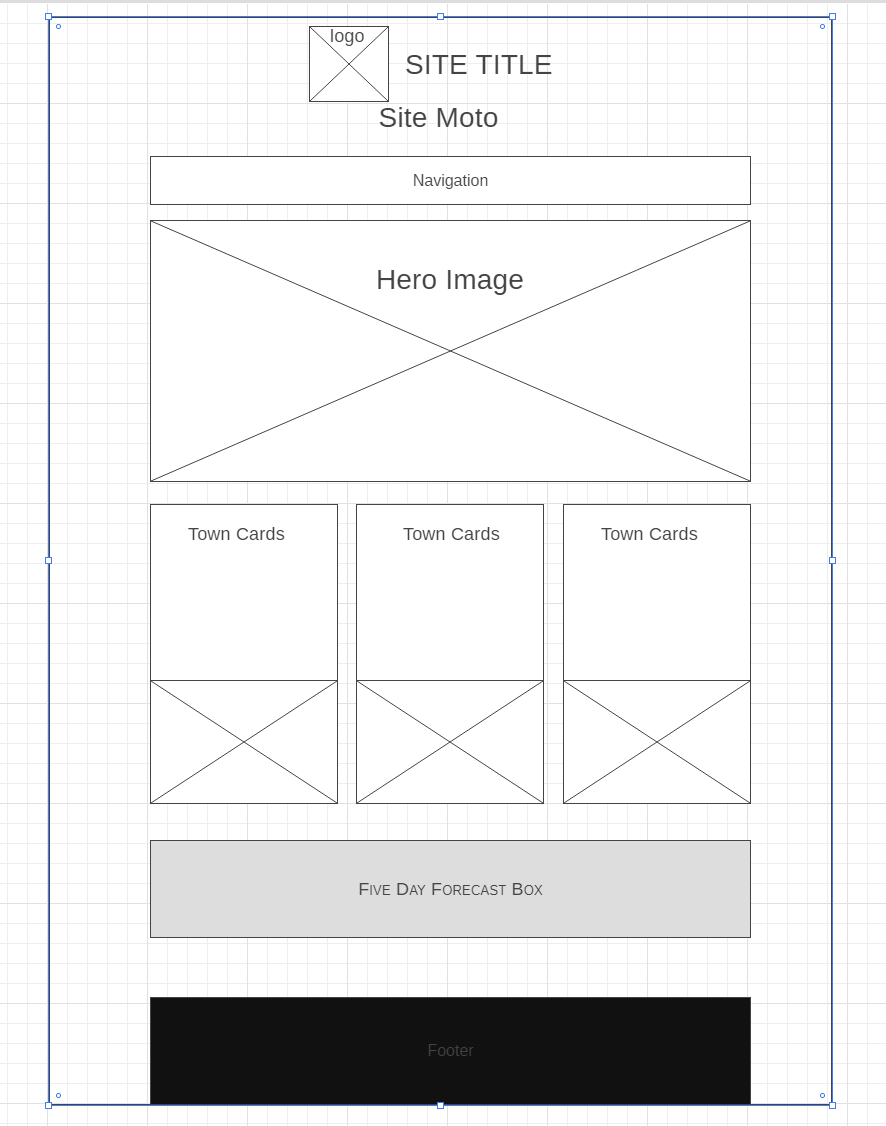 logo
SITE TITLE
Site Moto
Navigation
Hero Image
Town Cards
Town Cards
Town Cards
Five Day Forecast Box
Footer